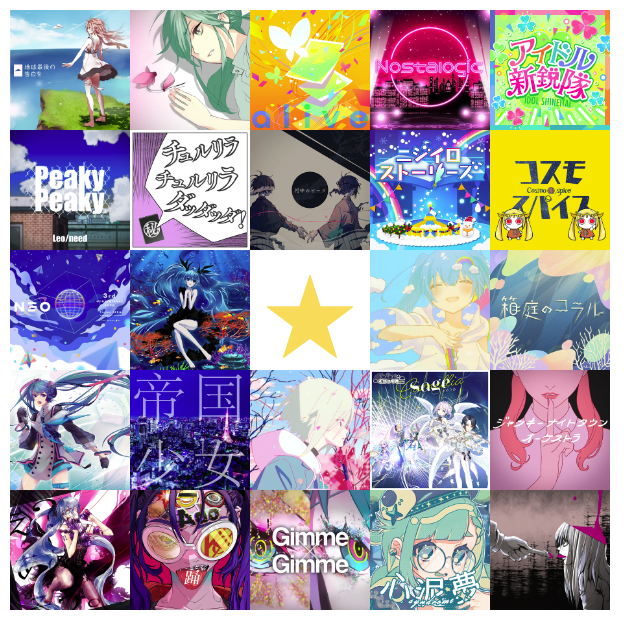 地球最後の
告白を
alive
Nostalogic
アイドル
新鋭隊
IDOL SHINEITAI
Peaky
Peaky
Leo/need
チュルリラ
チュルリラ
ダッダッダ!
ニジイロ
ストーリーズ
コスモ
Cosmo spice
スパイス
NEO
3rd
箱庭のコラル
帝国
少女
Sage
ジャンキーナイトタウン
オーケストラ
踊
Gimme
×
Gimme
心沢夢
syndrome